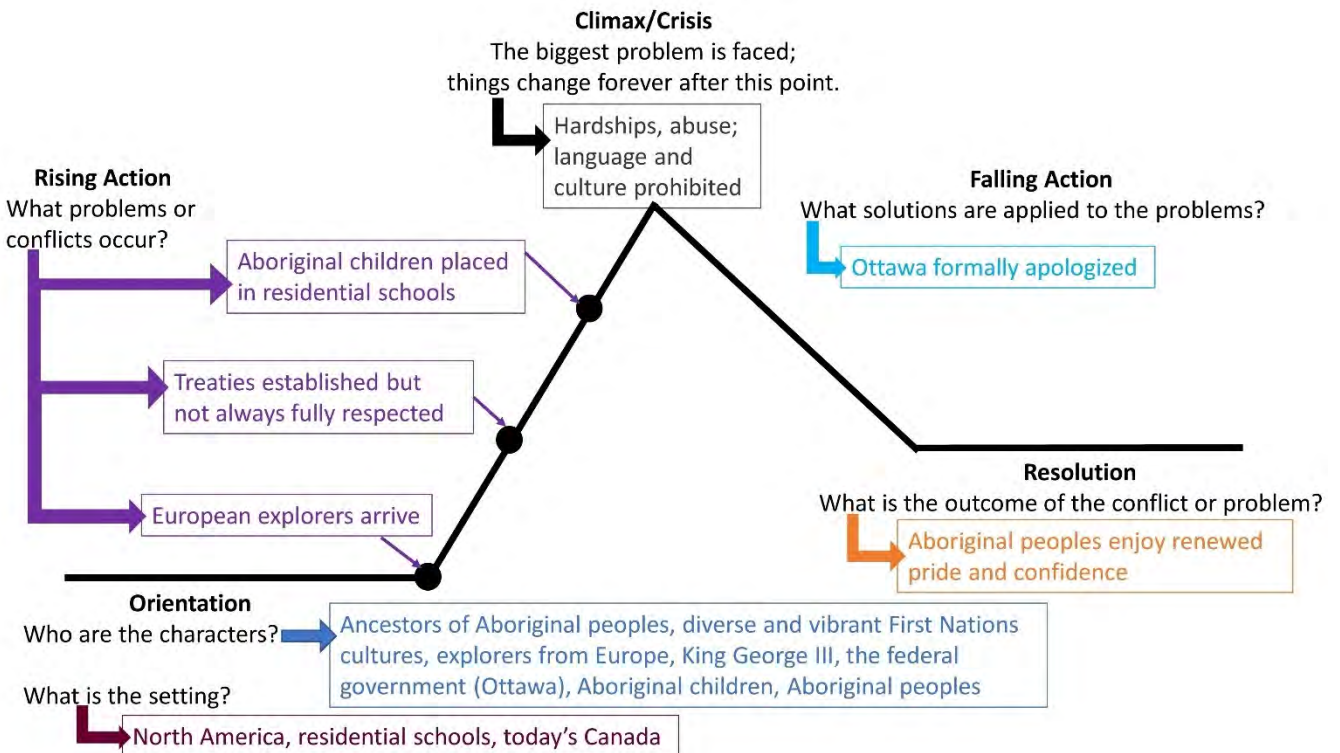 Climax/Crisis
The biggest problem is faced;
things change forever after this point.
Hardships, abuse;
language and
culture prohibited
Rising Action
What problems or
conflicts occur?
Aboriginal children placed
in residential schools
Treaties established but
not always fully respected
European explorers arrive
Falling Action
What solutions are applied to the problems?
Ottawa formally apologized
Resolution
What is the outcome of the conflict or problem?
Aboriginal peoples enjoy renewed
pride and confidence
Orientation
Who are the characters?
Ancestors of Aboriginal peoples, diverse and vibrant First Nations
cultures, explorers from Europe, King George III, the federal
government (Ottawa), Aboriginal children, Aboriginal peoples
What is the setting?
North America, residential schools, today’s Canada